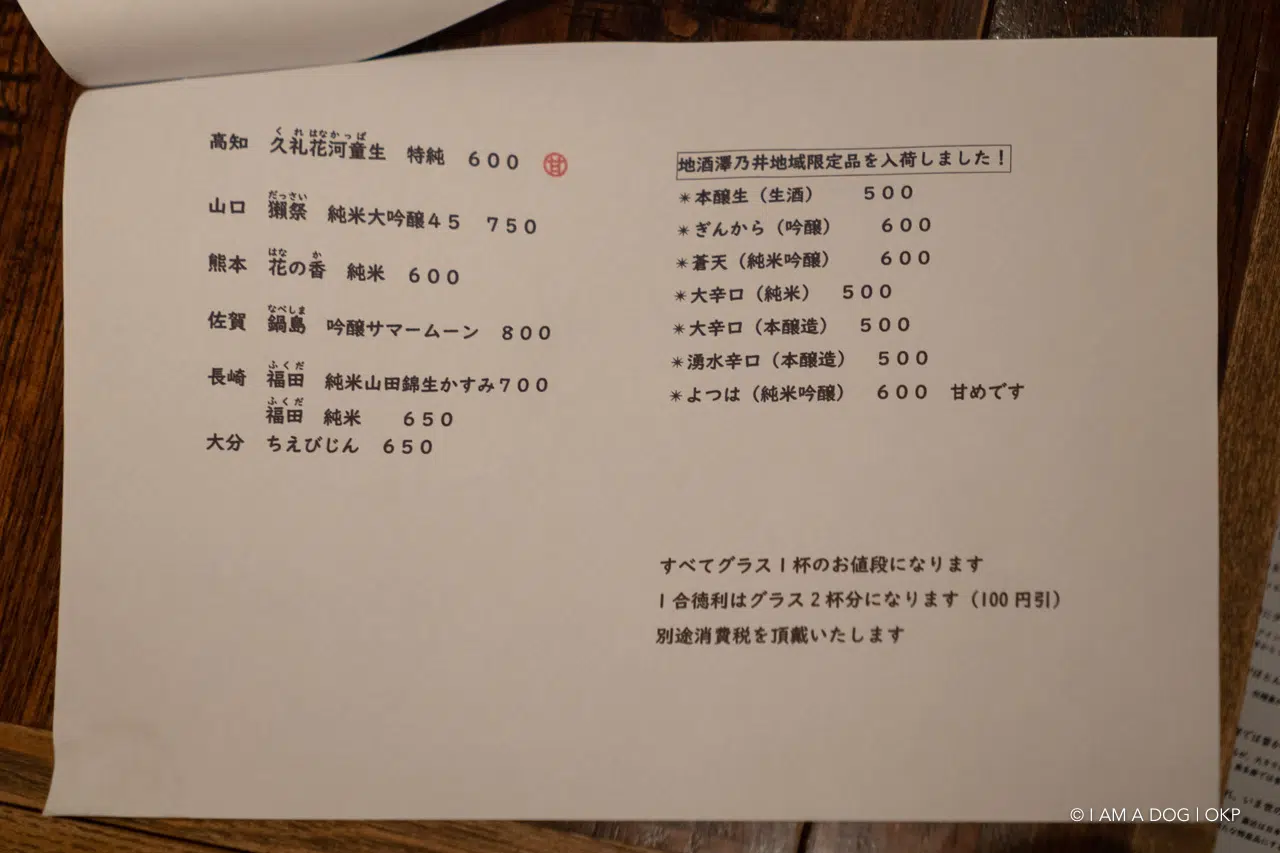 くれはなかっぱ
高知 久礼花河童生 特純 ６００ 甘
だっさい
山口 獺祭 純米大吟醸４５ ７５０
はな か
熊本 花の香 純米 ６００
なべしま
佐賀 鍋島 吟醸サマームーン ８００
ふくだ
長崎 福田 純米山田錦生かすみ７００
ふくだ
福田 純米 ６５０
大分 ちえびじん ６５０
地酒澤乃井地域限定品を入荷しました！
＊本醸生（生酒） ５００
＊ぎんから（吟醸） ６００
＊蒼天（純米吟醸） ６００
＊大辛口（純米） ５００
＊大辛口（本醸造） ５００
＊湧水辛口（本醸造） ５００
＊よつは（純米吟醸） ６００ 甘めです
すべてグラス１杯のお値段になります
１合徳利はグラス２杯分になります（100円引）
別途消費税を頂戴いたします
© I AM A DOG | OKP